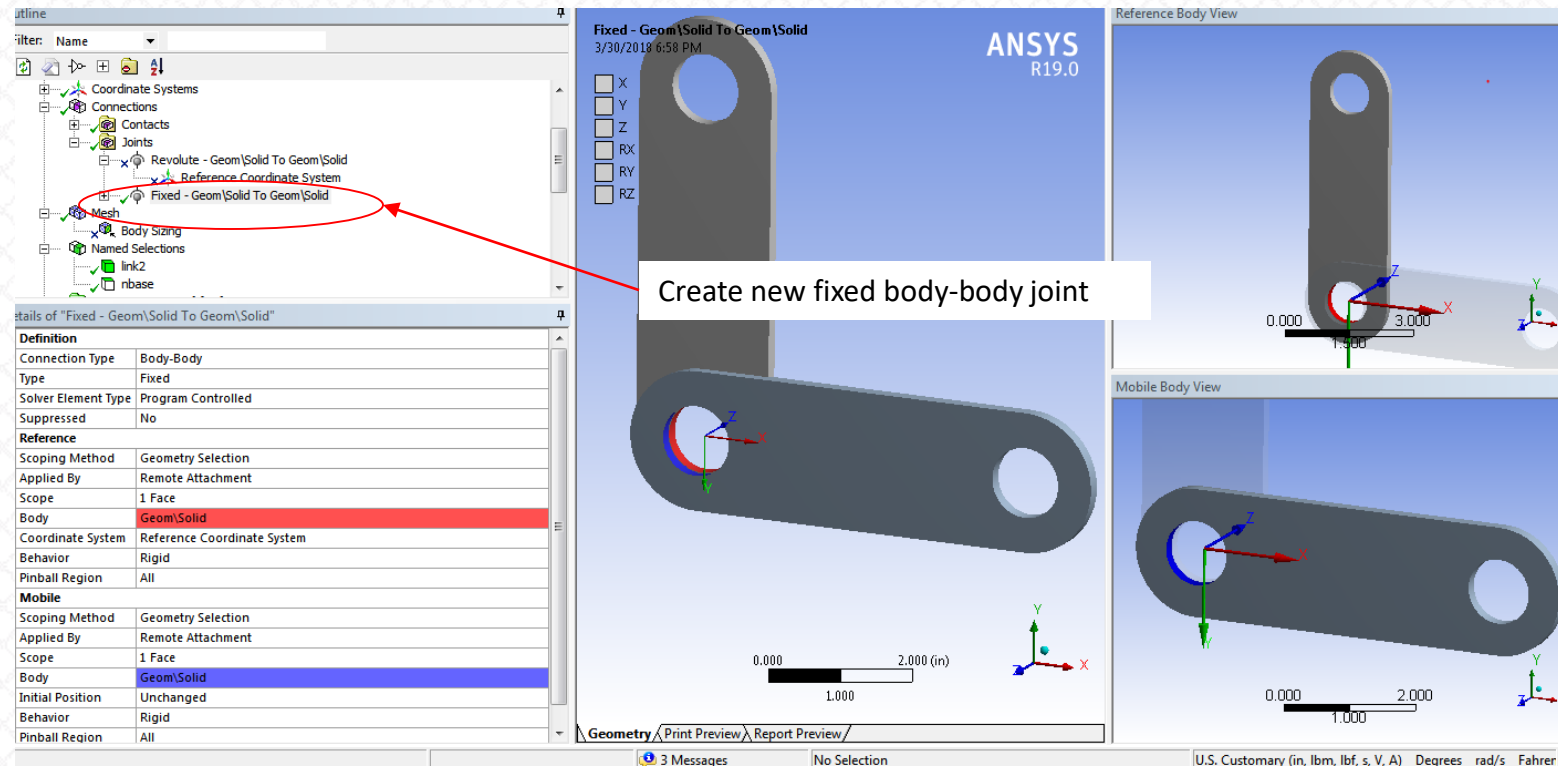 utline
ilter: Name
Coordinate Systems
Connections
Contacts
Joints
Revolute - Geom\Solid To Geom\Solid
Reference Coordinate System
Fixed - Geom\Solid To Geom\Solid
Mesh
Body Sizing
Named Selections
link2
nbase
etails of "Fixed - Geom\Solid To Geom\Solid"
Definition
Connection Type Body-Body
Type Fixed
Solver Element Type Program Controlled
Suppressed No
Reference
Scoping Method Geometry Selection
Applied By Remote Attachment
Scope 1 Face
Body Geom\Solid
Coordinate System Reference Coordinate System
Behavior Rigid
Pinball Region All
Mobile
Scoping Method Geometry Selection
Applied By Remote Attachment
Scope 1 Face
Body Geom\Solid
Initial Position Unchanged
Behavior Rigid
Pinball Region All
Fixed - Geom\Solid To Geom\Solid
3/30/2018 6:58 PM
ANSYS
R19.0
X
Y
Z
RX
RY
RZ
Create new fixed body-body joint
Z
X
Y
Y
X
Z
0.000 2.000 (in)
1.000
Geometry Print Preview Report Preview
Reference Body View
Z
X
Y
Z
0.000 3.000
1.500
Mobile Body View
Z
X
Y
Y
Z
0.000 2.000
1.000
3 Messages No Selection U.S. Customary (in, lbm, lbf, s, V, A) Degrees rad/s Fahrer